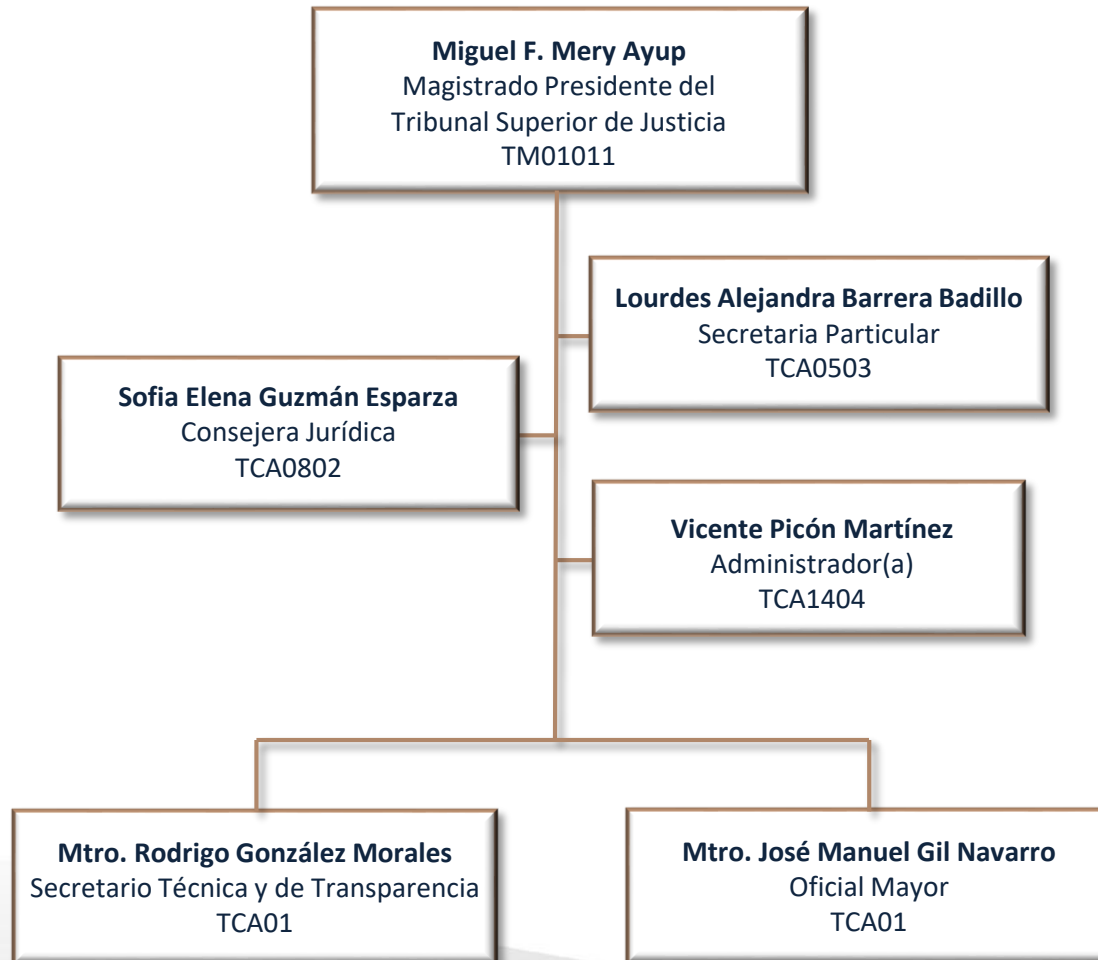 Miguel F. Mery Ayup
Magistrado Presidente del
Tribunal Superior de Justicia
TM01011
Lourdes Alejandra Barrera Badillo
Secretaria Particular
TCA0503
Sofia Elena Guzmán Esparza
Consejera Jurídica
TCA0802
Vicente Picón Martínez
Administrador(a)
TCA1404
Mtro. Rodrigo González Morales
Secretario Técnica y de Transparencia
TCA01
Mtro. José Manuel Gil Navarro
Oficial Mayor
TCA01